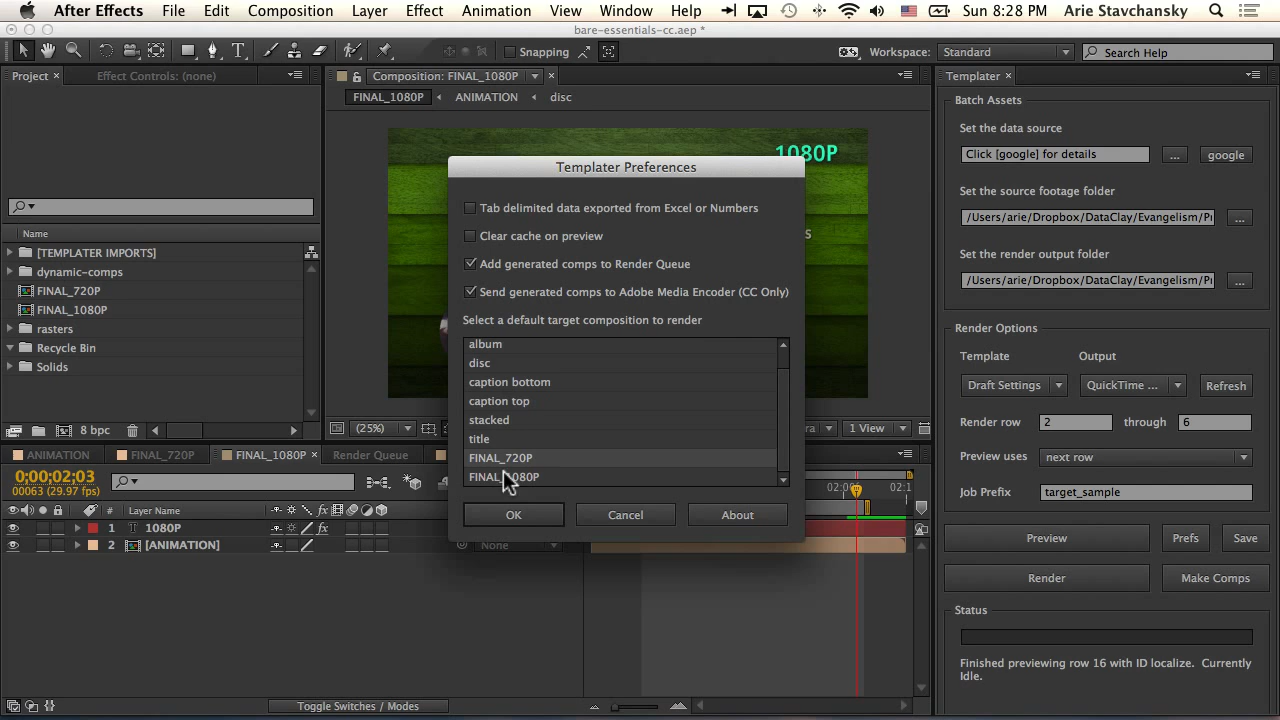 After Effects File Edit Composition Layer Effect Animation View Window Help Sun 8:28 PM Arie Stavchansky
bare-essentials-cc.aep *
Snapping Workspace: Standard Search Help
Project Effect Controls: (none)
Name
[TEMPLATER IMPORTS]
dynamic-comps
FINAL_720P
FINAL_1080P
rasters
Recycle Bin
Solids
8 bpc
Composition: FINAL_1080P
FINAL_1080P ANIMATION disc
1080P
S
(25%) 1 View
Templater Preferences
Tab delimited data exported from Excel or Numbers
Clear cache on preview
Add generated comps to Render Queue
Send generated comps to Adobe Media Encoder (CC Only)
Select a default target composition to render
album
disc
caption bottom
caption top
stacked
title
FINAL_720P
FINAL_1080P
OK Cancel About
Templater
Batch Assets
Set the data source
Click [google] for details ... google
Set the source footage folder
/Users/arie/Dropbox/DataClay/Evangelism/P ...
Set the render output folder
/Users/arie/Dropbox/DataClay/Evangelism/P ...
Render Options
Template Output
Draft Settings QuickTime ... Refresh
Render row 2 through 6
Preview uses next row
Job Prefix target_sample
Preview Prefs Save
Render Make Comps
Status
Finished previewing row 16 with ID localize. Currently
Idle.
ANIMATION FINAL_720P FINAL_1080P Render Queue
0;00;02;03
00063 (29.97 fps)
# Layer Name
1 T 1080P
2 [ANIMATION] None
02:1
Toggle Switches / Modes